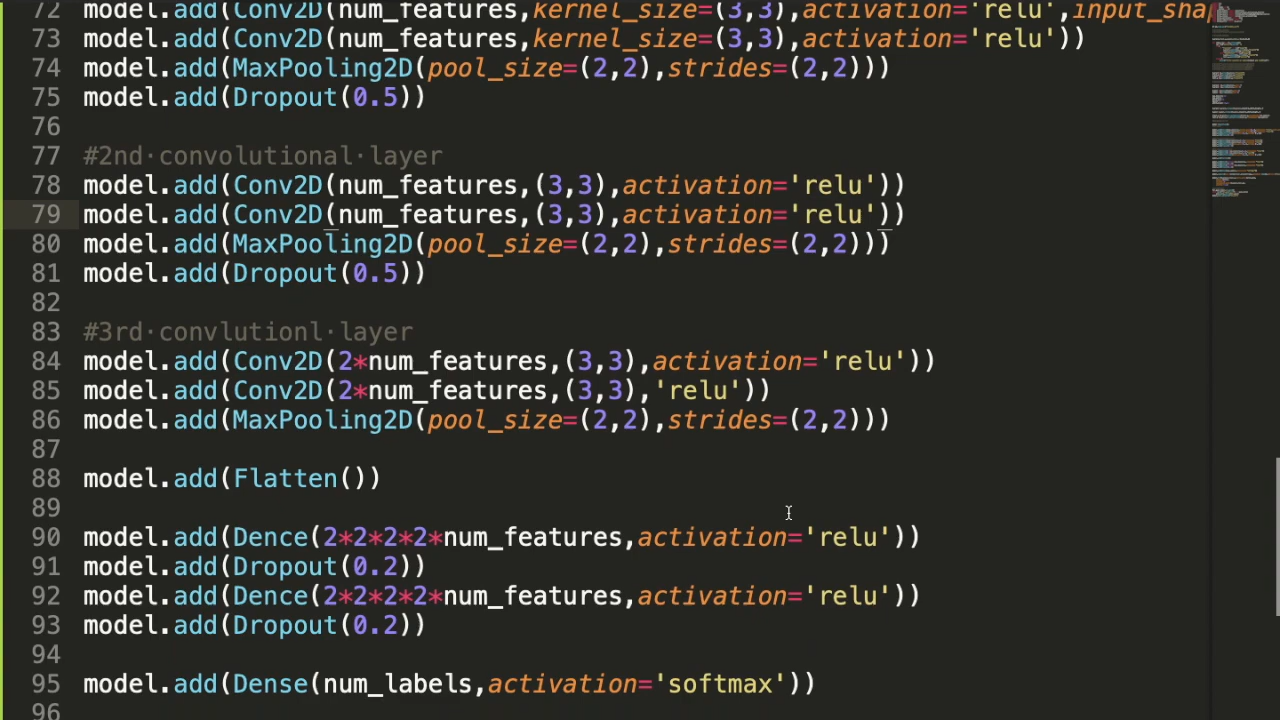 72 model.add(Conv2D(num_features,kernel_size=(3,3),activation='relu',input_sha
73 model.add(Conv2D(num_features,kernel_size=(3,3),activation='relu'))
74 model.add(MaxPooling2D(pool_size=(2,2),strides=(2,2)))
75 model.add(Dropout(0.5))
76
77 #2nd·convolutional·layer
78 model.add(Conv2D(num_features,(3,3),activation='relu'))
79 model.add(Conv2D(num_features,(3,3),activation='relu'))
80 model.add(MaxPooling2D(pool_size=(2,2),strides=(2,2)))
81 model.add(Dropout(0.5))
82
83 #3rd·convlutionl·layer
84 model.add(Conv2D(2*num_features,(3,3),activation='relu'))
85 model.add(Conv2D(2*num_features,(3,3),'relu'))
86 model.add(MaxPooling2D(pool_size=(2,2),strides=(2,2)))
87
88 model.add(Flatten())
89
90 model.add(Dence(2*2*2*2*num_features,activation='relu'))
91 model.add(Dropout(0.2))
92 model.add(Dence(2*2*2*2*num_features,activation='relu'))
93 model.add(Dropout(0.2))
94
95 model.add(Dense(num_labels,activation='softmax'))
96